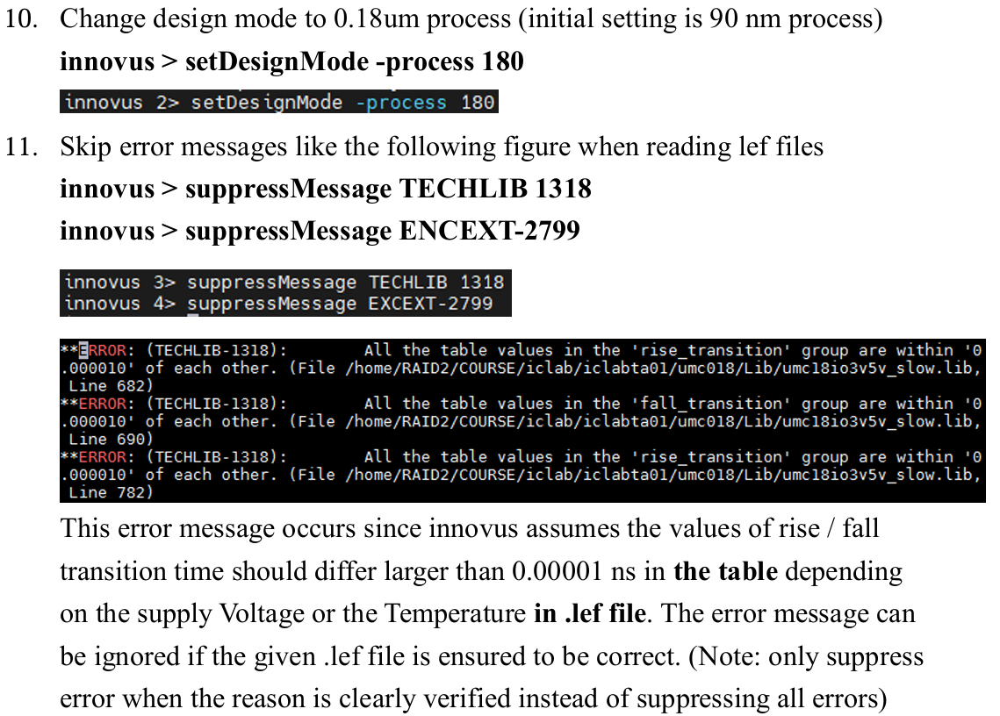 10. Change design mode to 0.18um process (initial setting is 90 nm process)
innovus > setDesignMode -process 180
innovus 2> setDesignMode -process 180
11. Skip error messages like the following figure when reading lef files
innovus > suppressMessage TECHLIB 1318
innovus > suppressMessage ENCEXT-2799
innovus 3> suppressMessage TECHLIB 1318
innovus 4> suppressMessage EXCEXT-2799
**ERROR: (TECHLIB-1318): All the table values in the 'rise_transition' group are within '0
.000010' of each other. (File /home/RAID2/COURSE/iclab/iclabta01/umc018/Lib/umc18io3v5v_slow.lib,
Line 682)
**ERROR: (TECHLIB-1318): All the table values in the 'fall_transition' group are within '0
.000010' of each other. (File /home/RAID2/COURSE/iclab/iclabta01/umc018/Lib/umc18io3v5v_slow.lib,
Line 690)
**ERROR: (TECHLIB-1318): All the table values in the 'rise_transition' group are within '0
.000010' of each other. (File /home/RAID2/COURSE/iclab/iclabta01/umc018/Lib/umc18io3v5v_slow.lib,
Line 782)
This error message occurs since innovus assumes the values of rise / fall
transition time should differ larger than 0.00001 ns in the table depending
on the supply Voltage or the Temperature in .lef file. The error message can
be ignored if the given .lef file is ensured to be correct. (Note: only suppress
error when the reason is clearly verified instead of suppressing all errors)